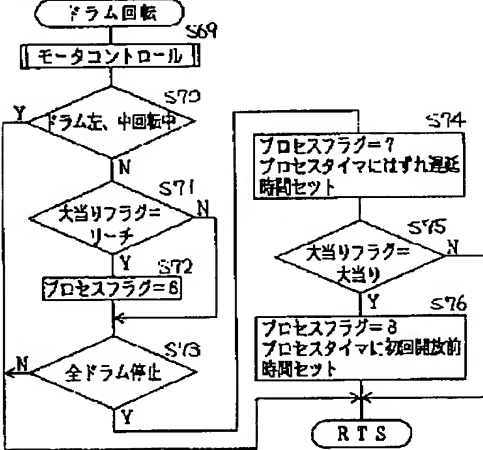 ドラム回転
S69
モータコントロール
S70
Y
ドラム左、中回転中
N
S71
大当りフラグ=
リーチ
N
Y
S72
プロセスフラグ=6
S73
N
全ドラム停止
Y
S74
プロセスフラグ=7
プロセスタイマにはずれ遅延
時間セット
S75
大当りフラグ=
大当り
N
Y
S76
プロセスフラグ=8
プロセスタイマに初回開放前
時間セット
RTS